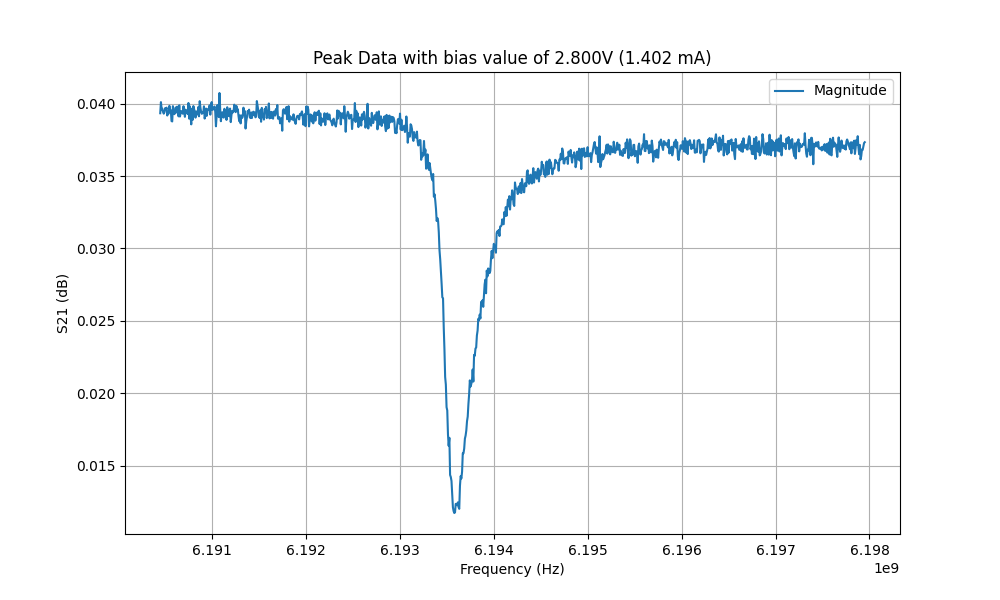 Peak Data with bias value of 2.800V (1.402 mA)
Magnitude
0.040
0.035
0.030
0.025
0.020
0.015
S21 (dB)
6.191 6.192 6.193 6.194 6.195 6.196 6.197 6.198
1e9
Frequency (Hz)